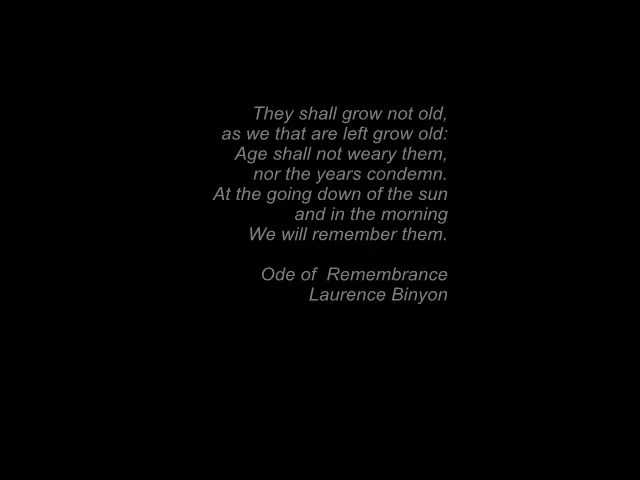 They shall grow not old,
as we that are left grow old:
Age shall not weary them,
nor the years condemn.
At the going down of the sun
and in the morning
We will remember them.
Ode of  Remembrance
Laurence Binyon